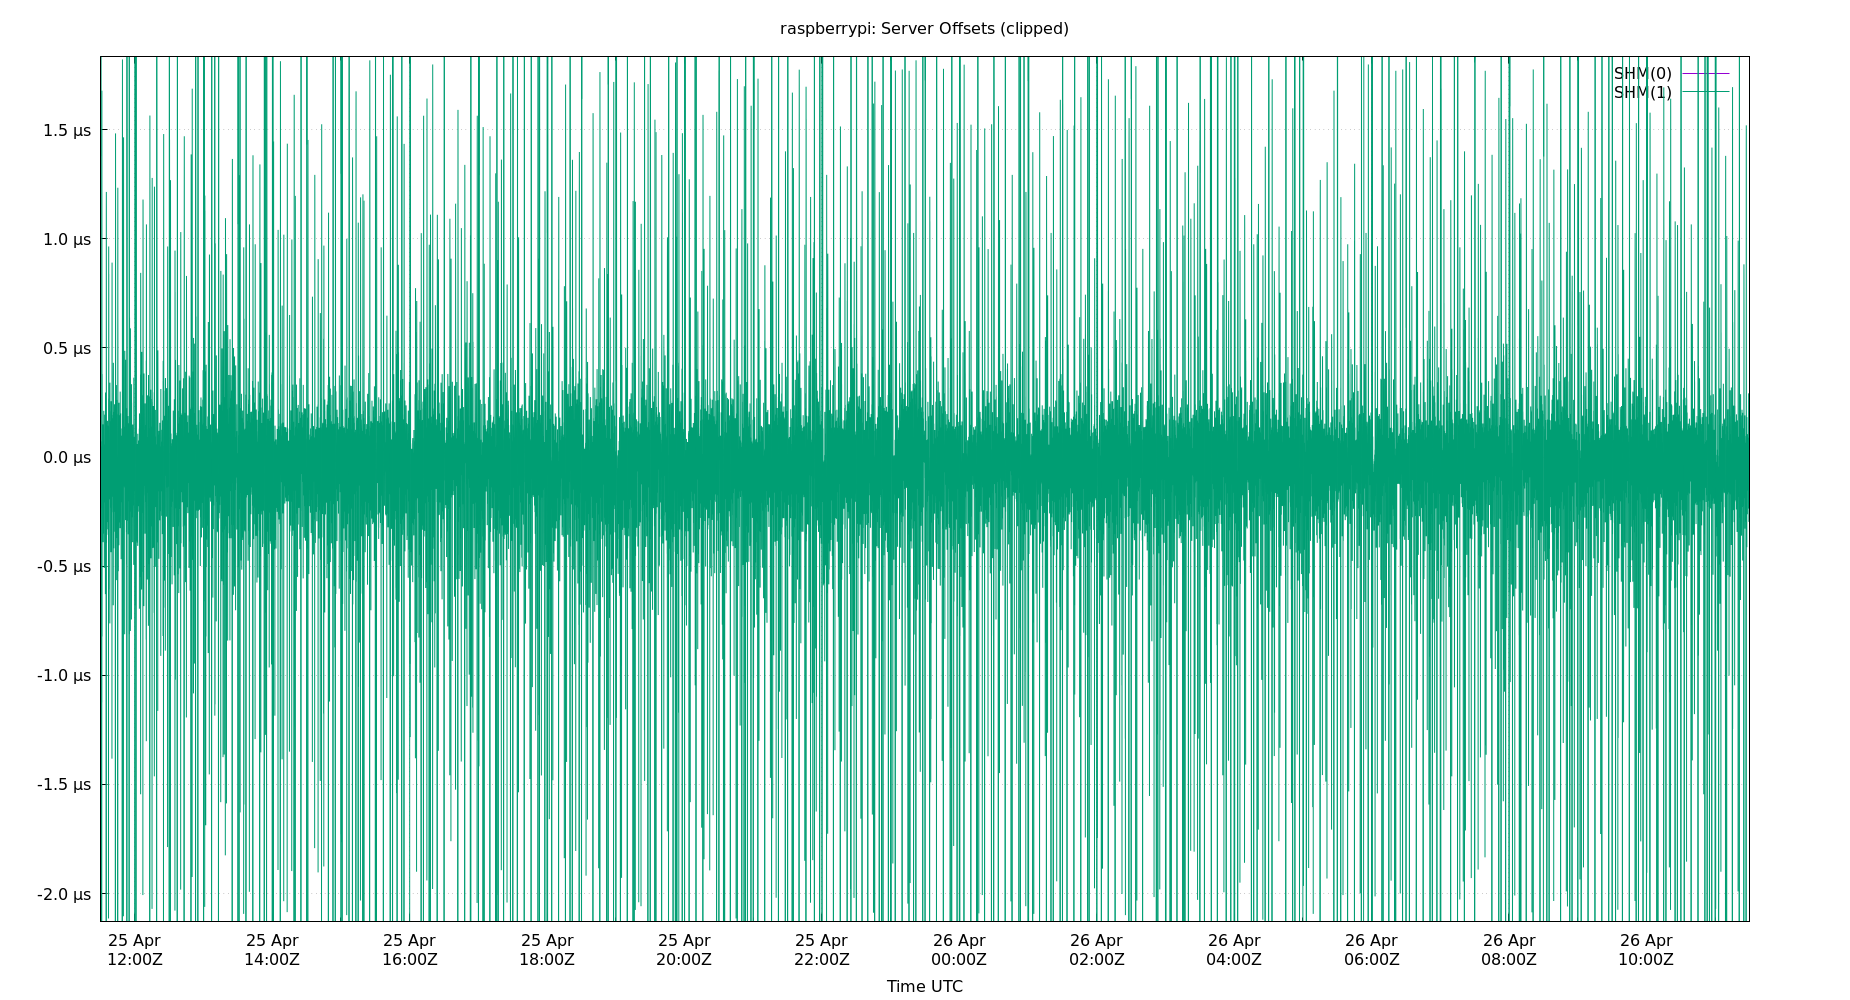 raspberrypi: Server Offsets (clipped)
SHM(0)
SHM(1)
1.5 µs
1.0 µs
0.5 µs
0.0 µs
-0.5 µs
-1.0 µs
-1.5 µs
-2.0 µs
25 Apr 25 Apr 25 Apr 25 Apr 25 Apr 25 Apr 26 Apr 26 Apr 26 Apr 26 Apr 26 Apr 26 Apr
12:00Z 14:00Z 16:00Z 18:00Z 20:00Z 22:00Z 00:00Z 02:00Z 04:00Z 06:00Z 08:00Z 10:00Z
Time UTC